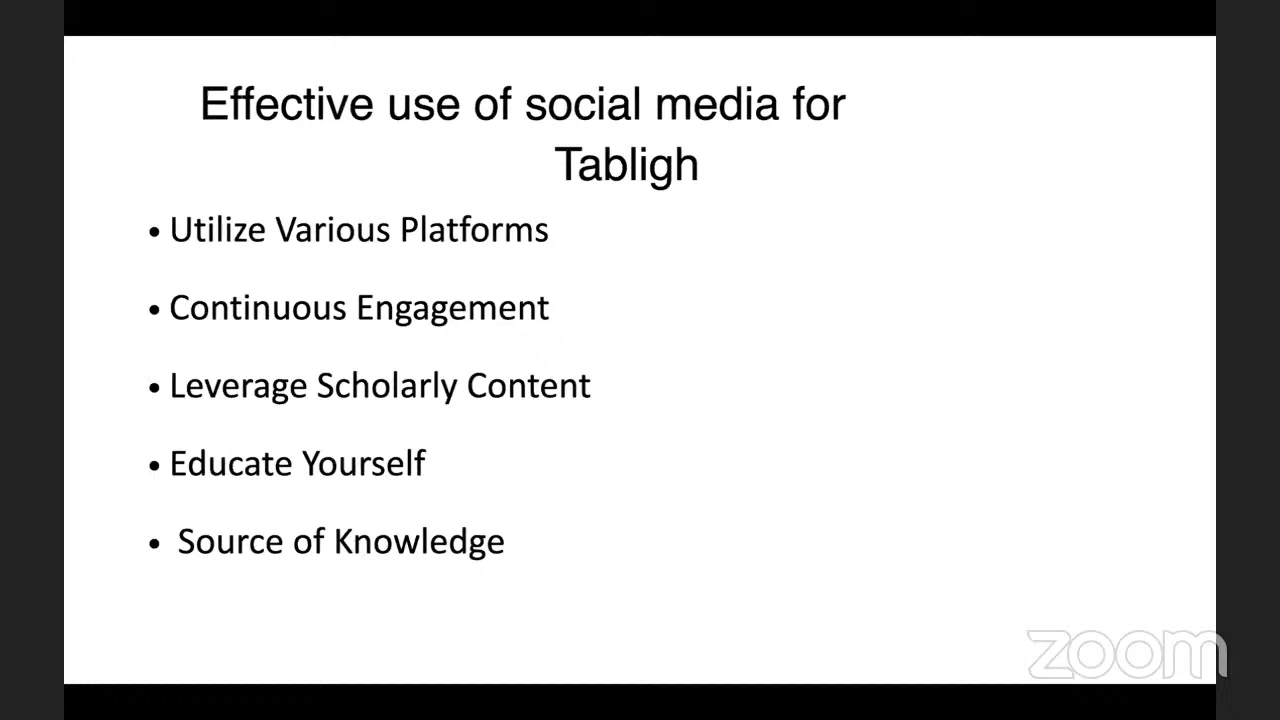 Effective use of social media for
Tabligh
• Utilize Various Platforms
• Continuous Engagement
• Leverage Scholarly Content
• Educate Yourself
• Source of Knowledge
zoom